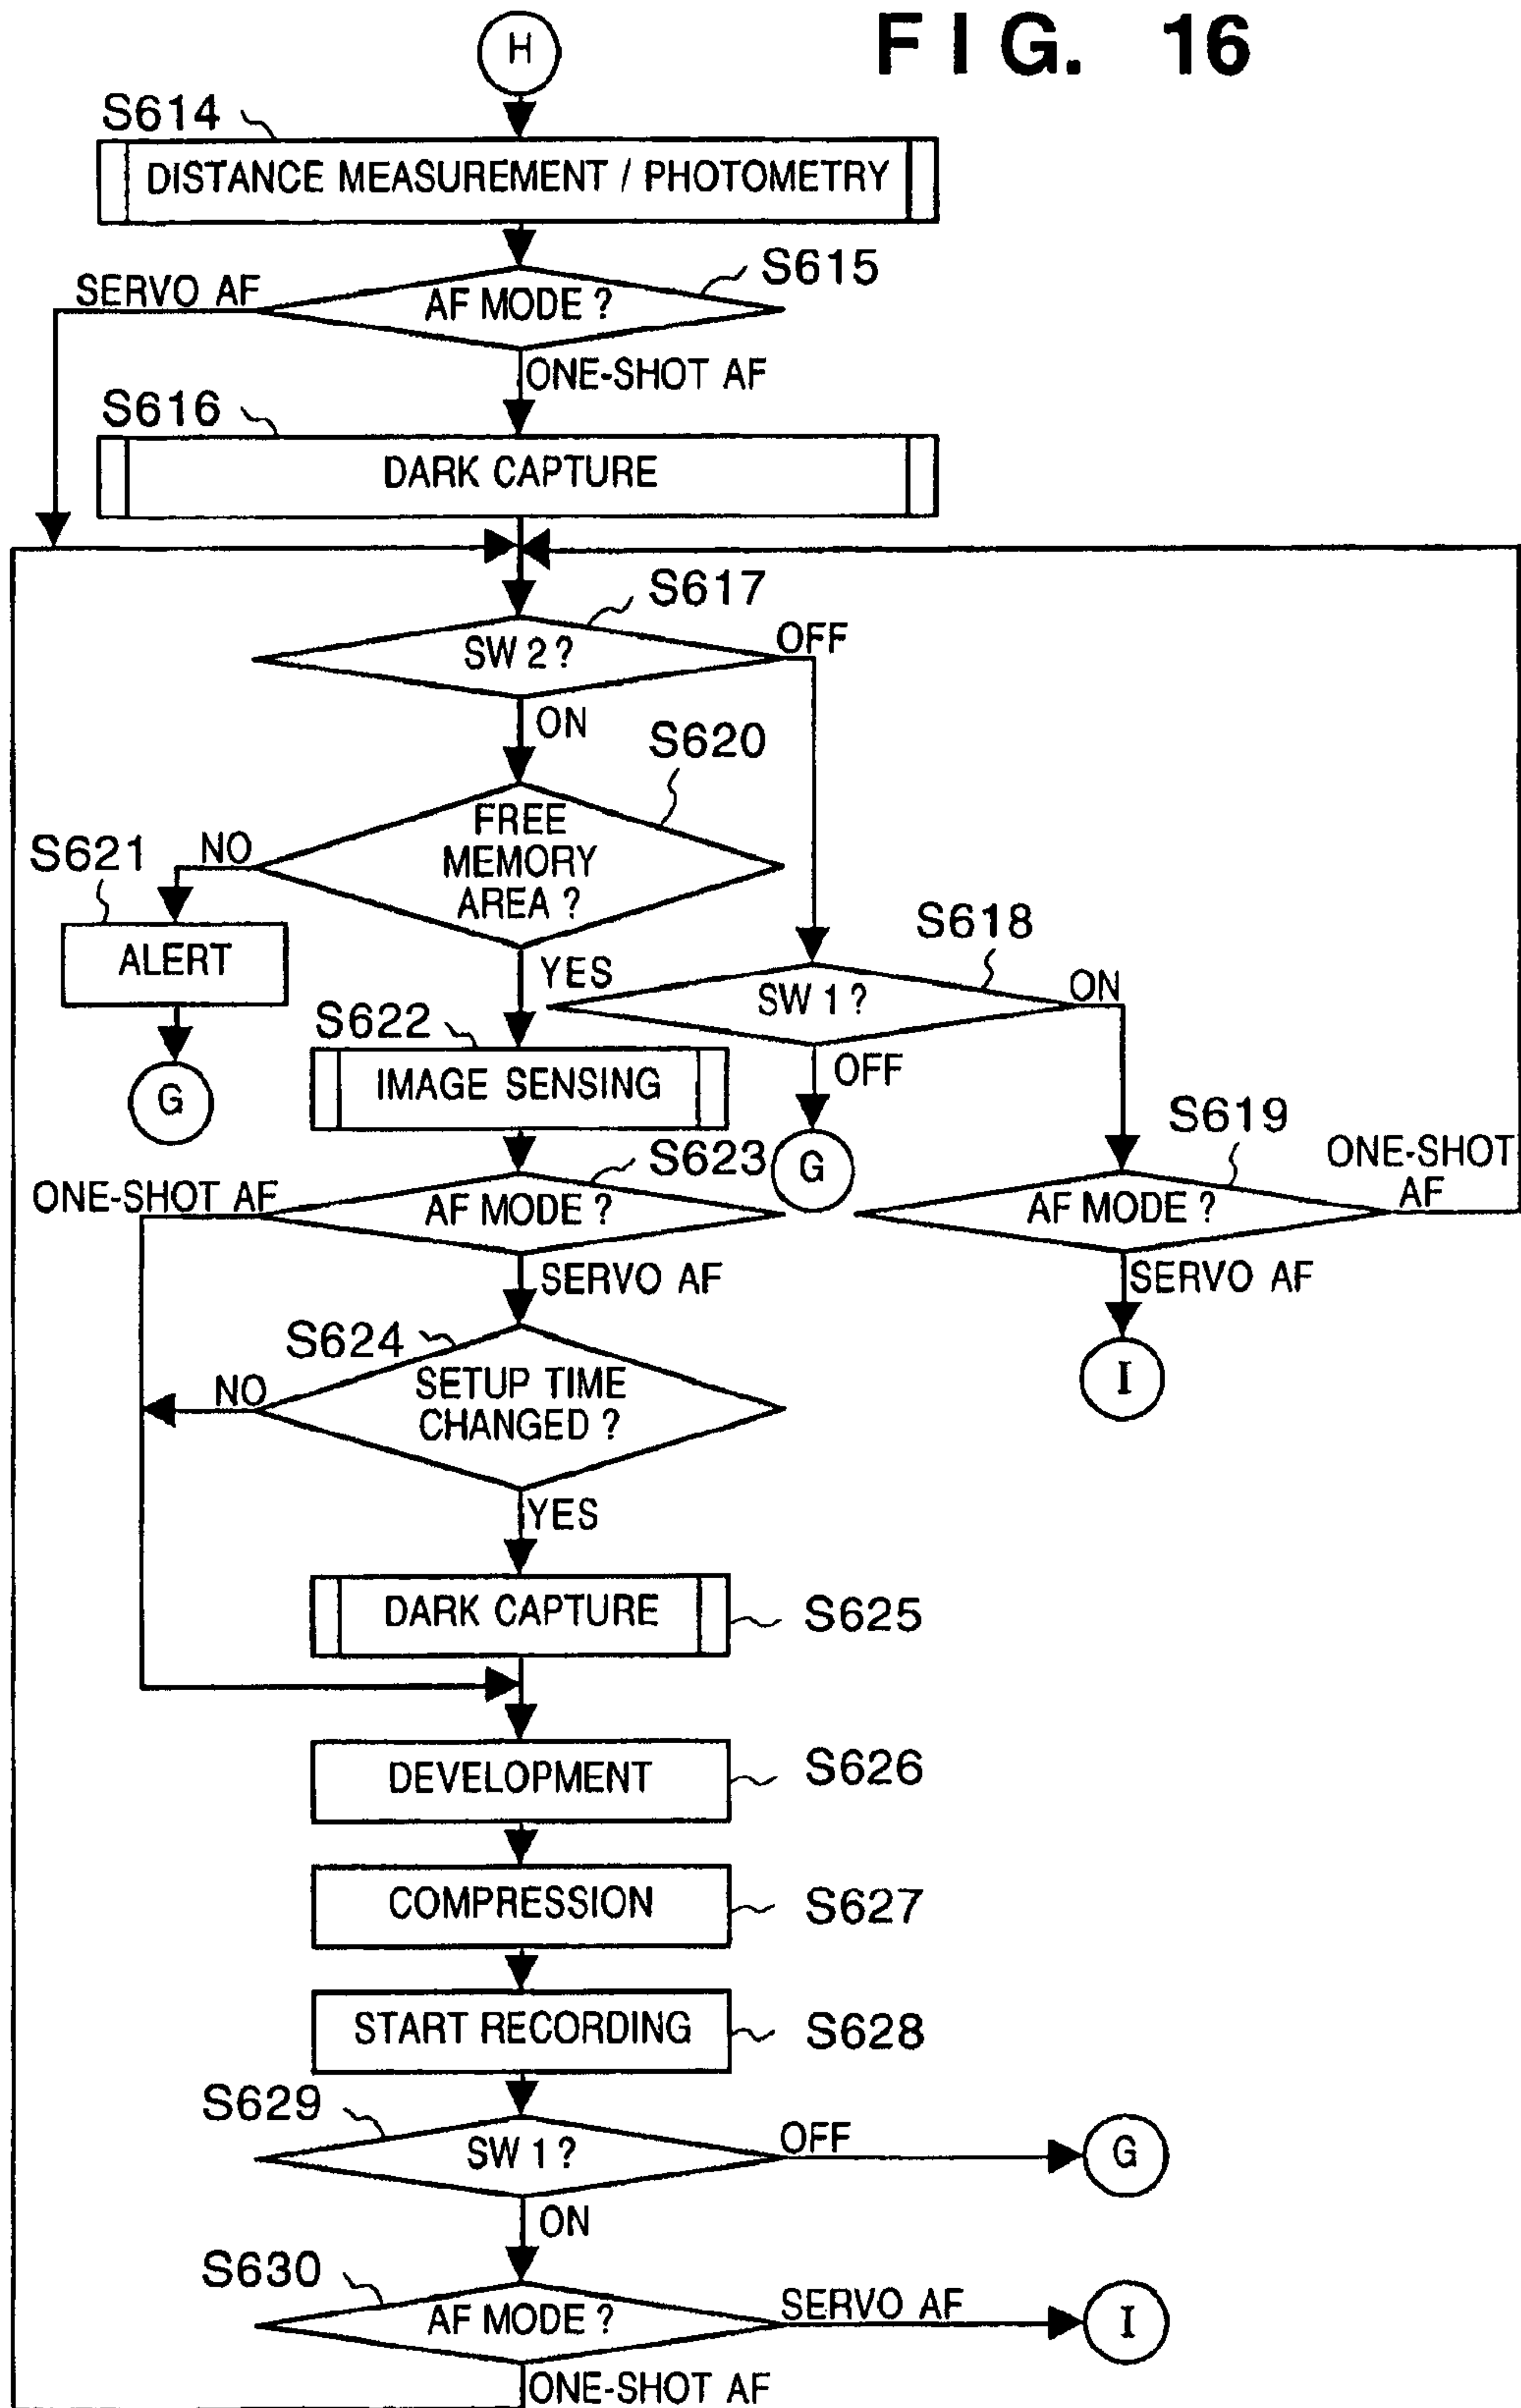 FIG. 16
H
S614
DISTANCE MEASUREMENT / PHOTOMETRY
S615
SERVO AF
AF MODE ?
ONE-SHOT AF
S616
DARK CAPTURE
S617
SW 2 ?
OFF
ON
S620
FREE
MEMORY
AREA ?
NO
S621
ALERT
G
YES
S618
SW 1 ?
ON
OFF
G
S622
IMAGE SENSING
S623
AF MODE ?
ONE-SHOT AF
SERVO AF
S619
AF MODE ?
ONE-SHOT
AF
SERVO AF
I
S624
SETUP TIME
CHANGED ?
NO
YES
DARK CAPTURE
S625
DEVELOPMENT
S626
COMPRESSION
S627
START RECORDING
S628
S629
SW 1 ?
OFF
G
ON
S630
AF MODE ?
SERVO AF
I
ONE-SHOT AF